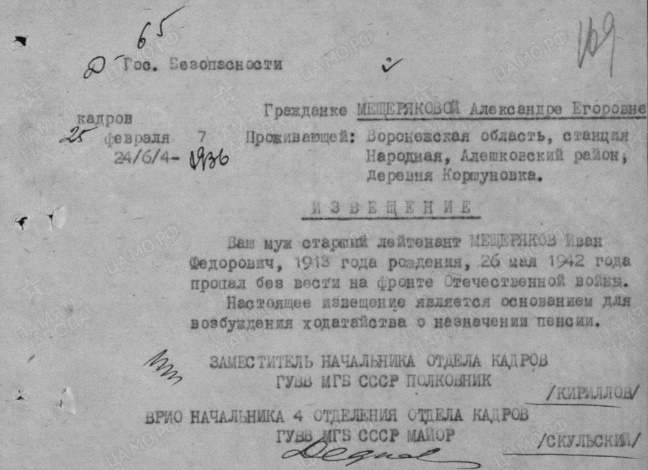 65
169
Гос. Безопасности
Гражданке МЕЩЕРЯКОВОЙ Александре Егоровне
кадров
25 февраля 7
24/6/4-1936
Проживающей: Воронежская область, станция
Народная, Алешковский район,
Деревня Коршуновка.
ИЗВЕЩЕНИЕ
Ваш муж старший лейтенант МЕЩЕРЯКОВ Иван
Федорович, 1913 года рождения, 26 мая 1942 года
пропал без вести на фронте Отечественной войны.
Настоящее извещение является основанием для
возбуждения ходатайства о назначении пенсии.
ЗАМЕСТИТЕЛЬ НАЧАЛЬНИКА ОТДЕЛА КАДРОВ
ГУВВ МГБ СССР ПОЛКОВНИК
/КИРИЛЛОВ/
ВРИО НАЧАЛЬНИКА 4 ОТДЕЛЕНИЯ ОТДЕЛА КАДРОВ
ГУВВ МГБ СССР МАЙОР
/СКУЛЬСКИЙ/
ЦАМО.РФ